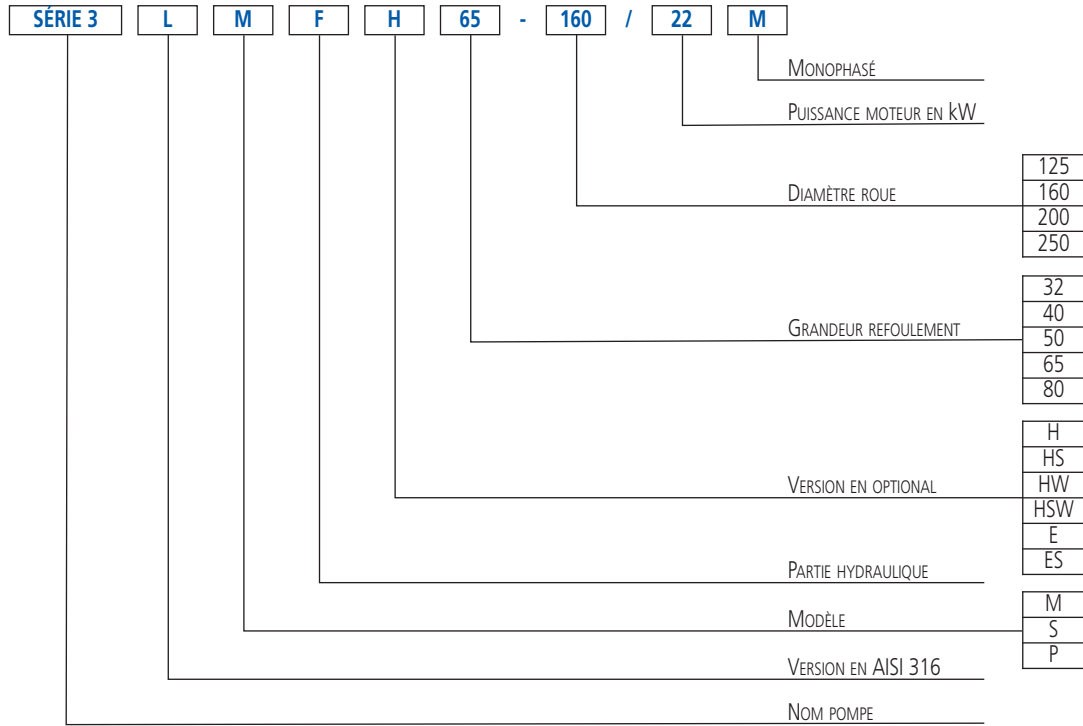 SÉRIE 3 L M F H 65 - 160 / 22 M
MONOPHASÉ
PUISSANCE MOTEUR EN kW
125
DIAMÈTRE ROUE 160
200
250
32
40
GRANDEUR REFOULEMENT 50
65
80
H
HS
VERSION EN OPTIONAL HW
HSW
E
ES
PARTIE HYDRAULIQUE
M
MODÈLE S
P
VERSION EN AISI 316
NOM POMPE